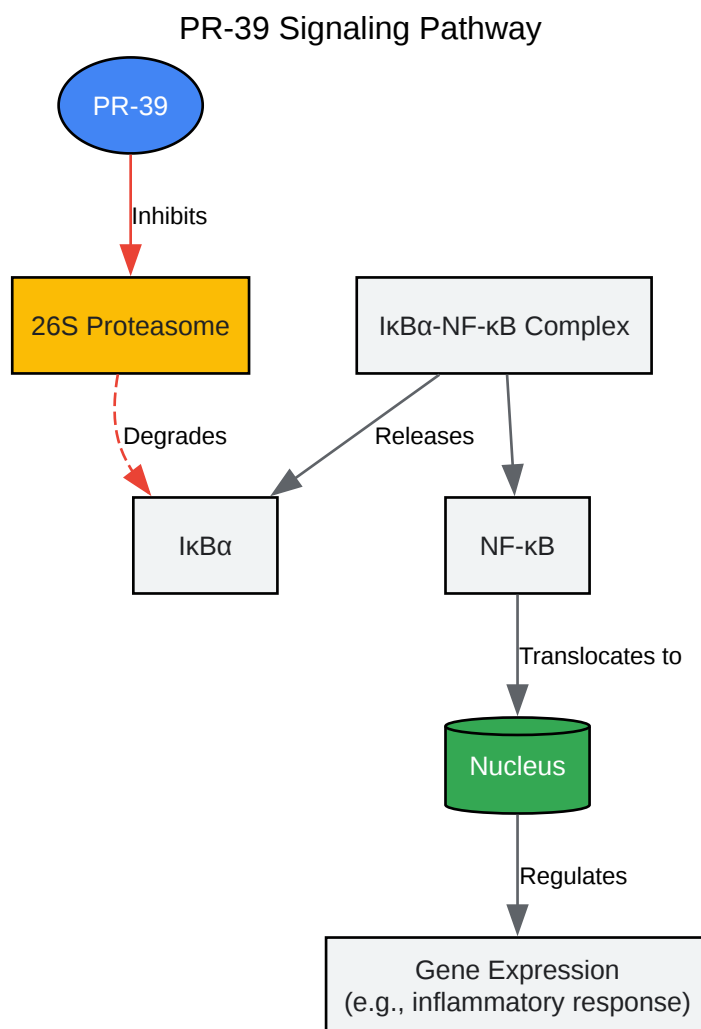 PR-39 Signaling Pathway
PR-39
Inhibits
26S Proteasome
IκBα-NF-κB Complex
Degrades
Releases
IκBα
NF-κB
Translocates to
Nucleus
Regulates
Gene Expression
(e.g., inflammatory response)